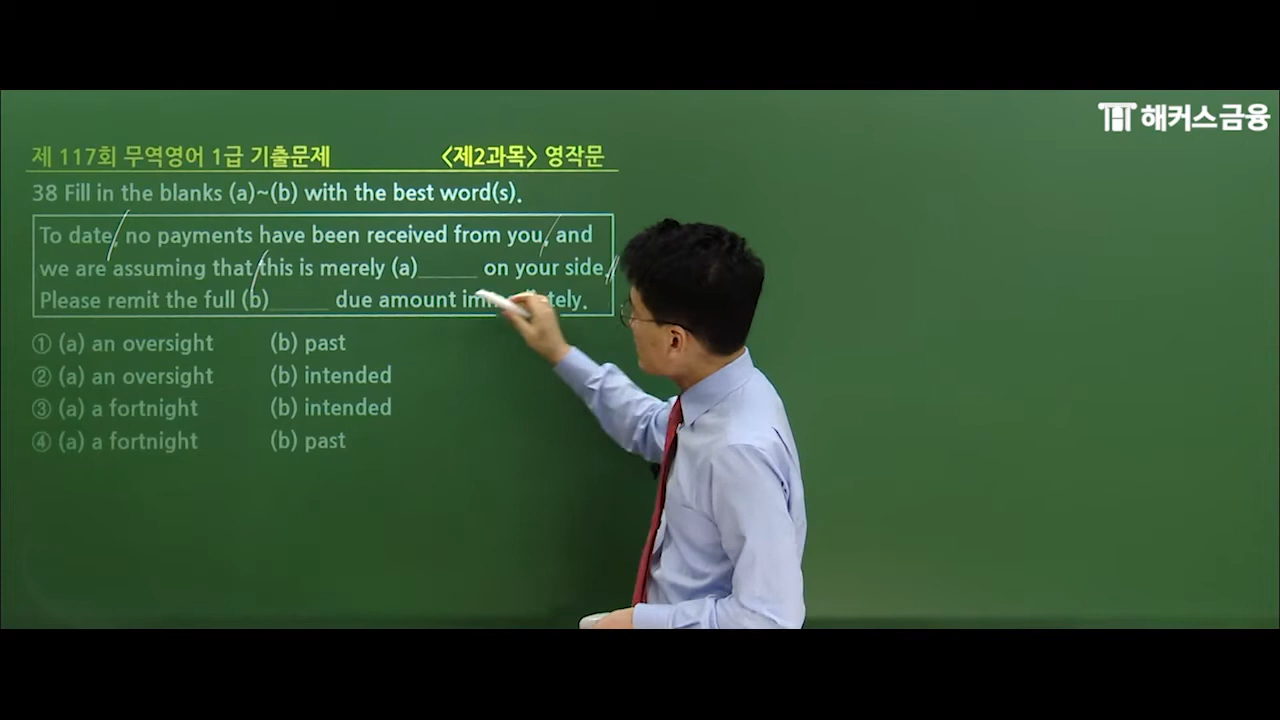 해커스금융
제 117회 무역영어 1급 기출문제 <제2과목> 영작문
38 Fill in the blanks (a)~(b) with the best word(s).
To date, no payments have been received from you, and
we are assuming that this is merely (a)_____ on your side.
Please remit the full (b)_____ due amount
① (a) an oversight (b) past
② (a) an oversight (b) intended
③ (a) a fortnight (b) intended
④ (a) a fortnight (b) past